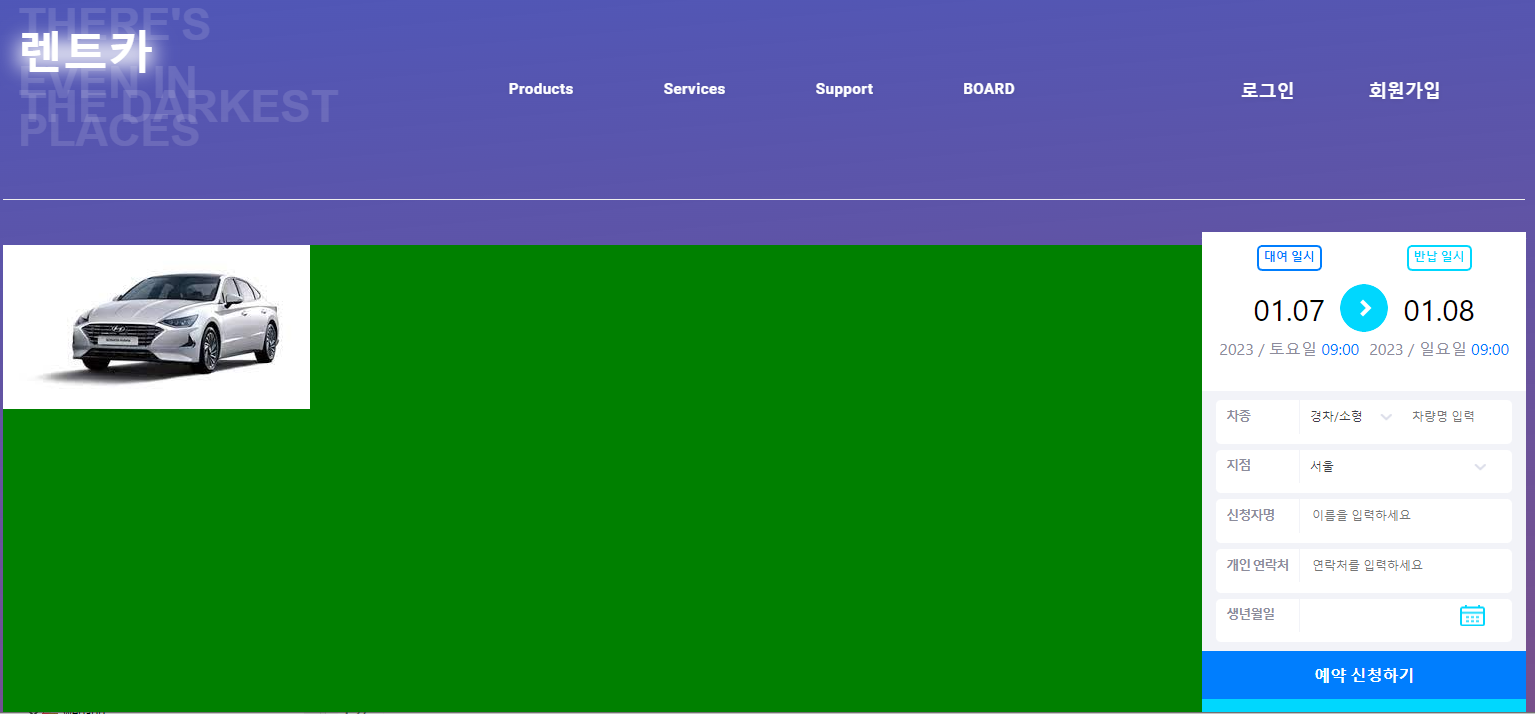 THERE'S
렌트카
EVEN IN
THE DARKEST
PLACES
Products Services Support BOARD
로그인 회원가입
대여 일시 반납 일시
01.07 01.08
2023 / 토요일 09:00 2023 / 일요일 09:00
차종 경차/소형 차량명 입력
지점 서울
신청자명 이름을 입력하세요
개인 연락처 연락처를 입력하세요
생년월일
예약 신청하기